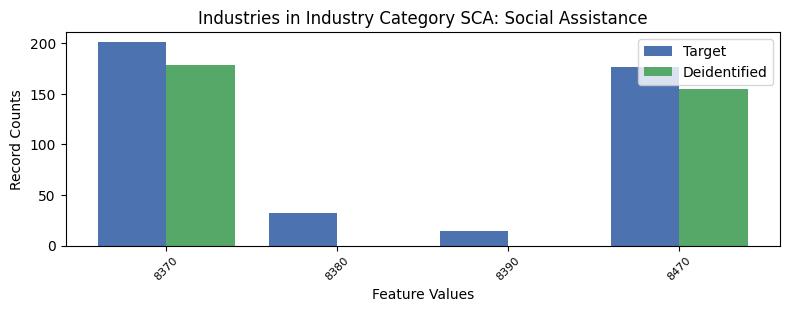 Industries in Industry Category SCA: Social Assistance
Record Counts
200
150
100
50
0
Target
Deidentified
8370
8380
8390
8470
Feature Values